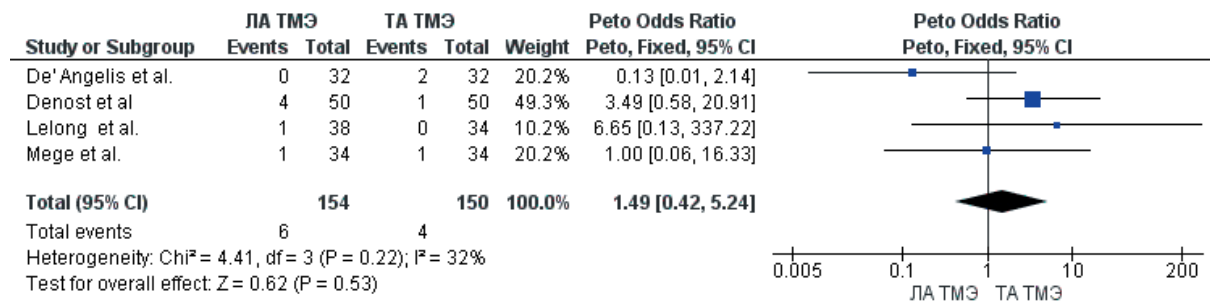 ЛА ТМЭ ТА ТМЭ Peto Odds Ratio Peto Odds Ratio
Study or Subgroup Events Total Events Total Weight Peto, Fixed, 95% CI Peto, Fixed, 95% CI
De'Angelis et al. 0 32 2 32 20.2% 0.13 [0.01, 2.14]
Denost et al 4 50 1 50 49.3% 3.49 [0.58, 20.91]
Lelong et al. 1 38 0 34 10.2% 6.65 [0.13, 337.22]
Mege et al. 1 34 1 34 20.2% 1.00 [0.06, 16.33]
Total (95% CI) 154 150 100.0% 1.49 [0.42, 5.24]
Total events 6 4
Heterogeneity: Chi² = 4.41, df = 3 (P = 0.22); I² = 32%
Test for overall effect: Z = 0.62 (P = 0.53)
0.005 0.1 1 10 200
ЛА ТМЭ ТА ТМЭ